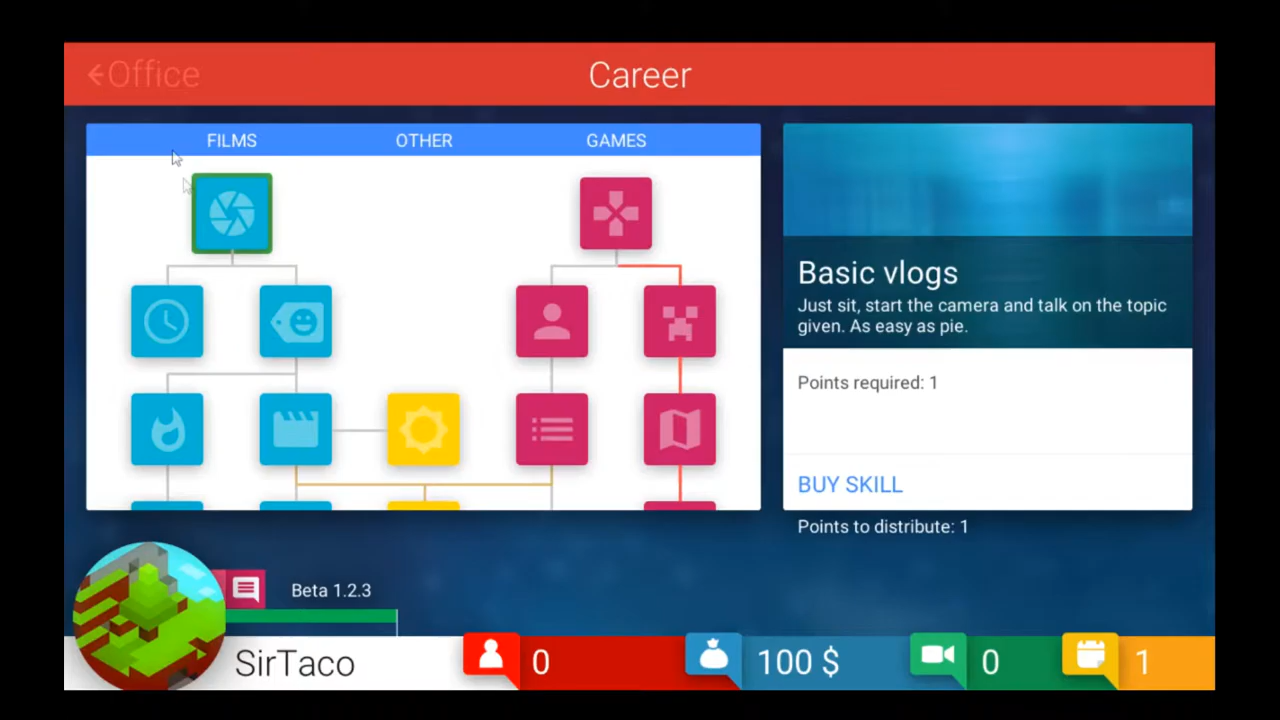 Office
Career
FILMS
OTHER
GAMES
Basic vlogs
Just sit, start the camera and talk on the topic
given. As easy as pie.
Points required: 1
BUY SKILL
Points to distribute: 1
Beta 1.2.3
SirTaco
0
100 $
0
1